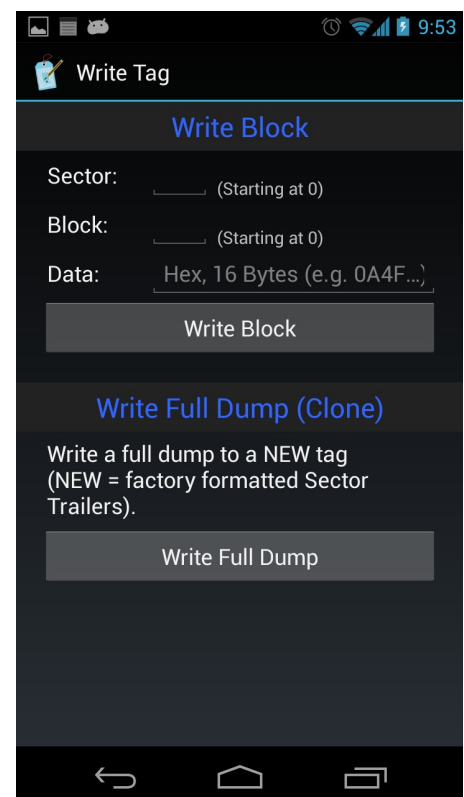 9:53
Write Tag
Write Block
Sector: (Starting at 0)
Block: (Starting at 0)
Data: Hex, 16 Bytes (e.g. 0A4F...)
Write Block
Write Full Dump (Clone)
Write a full dump to a NEW tag
(NEW = factory formatted Sector
Trailers).
Write Full Dump